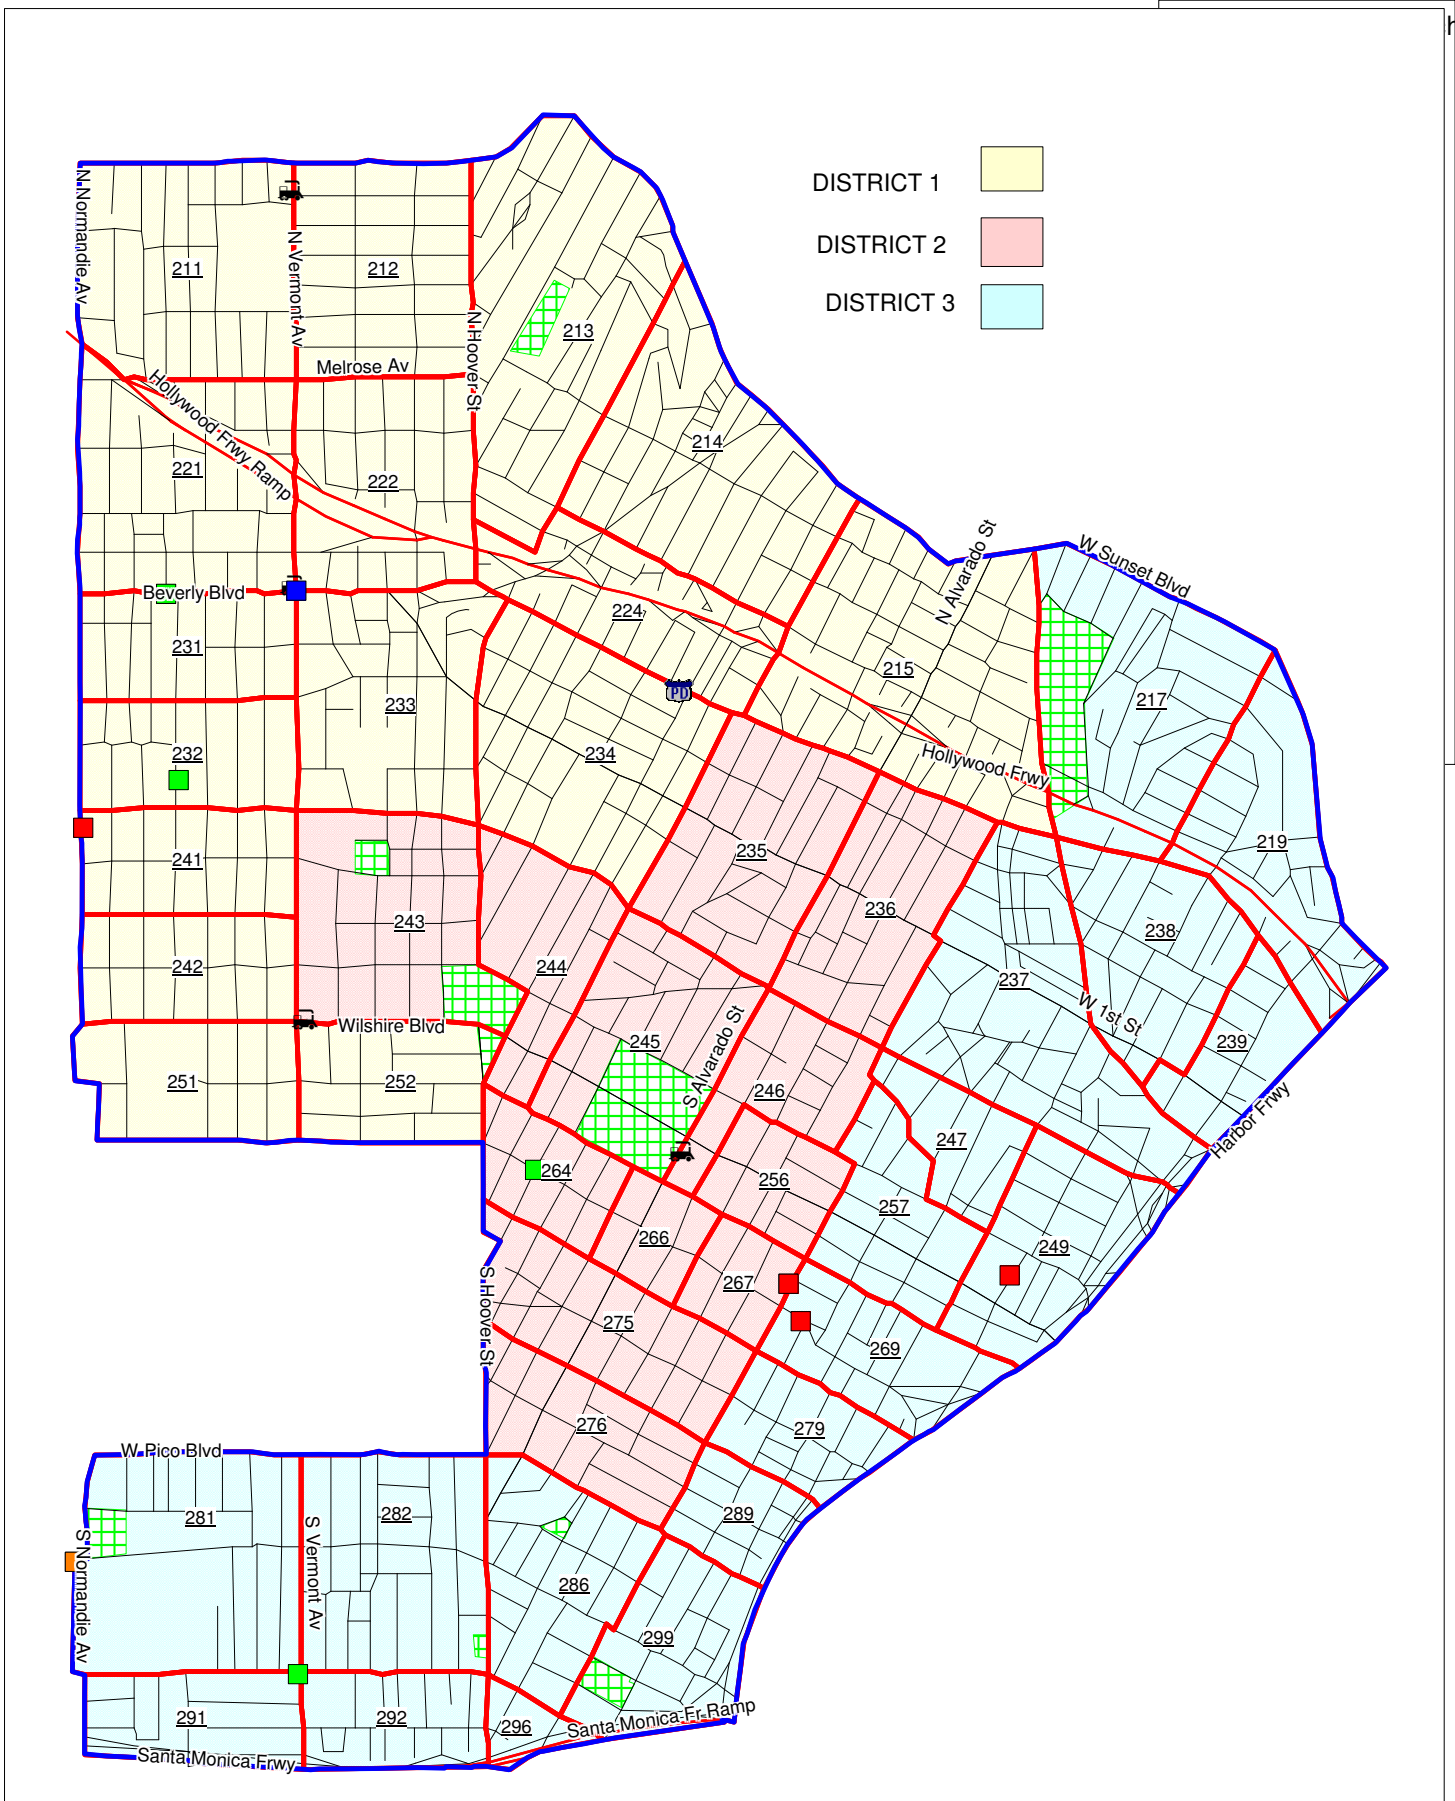 h
DISTRICT 1
DISTRICT 2
DISTRICT 3
N Normandie Av
N Vermont Av
211
212
N Hoover St
213
Melrose Av
Hollywood Frwy Ramp
214
221
222
N Alvarado St
W Sunset Blvd
Beverly Blvd
224
231
215
217
233
PD
232
234
Hollywood Frwy
219
241
235
236
243
238
242
244
237
W 1st St
Wilshire Blvd
245
S Alvarado St
239
251
252
246
Harbor Frwy
247
264
256
257
266
249
S Hoover St
267
275
269
276
279
W Pico Blvd
281
282
289
S Normandie Av
S Vermont Av
286
299
291
292
296
Santa Monica Fr Ramp
Santa Monica Frwy